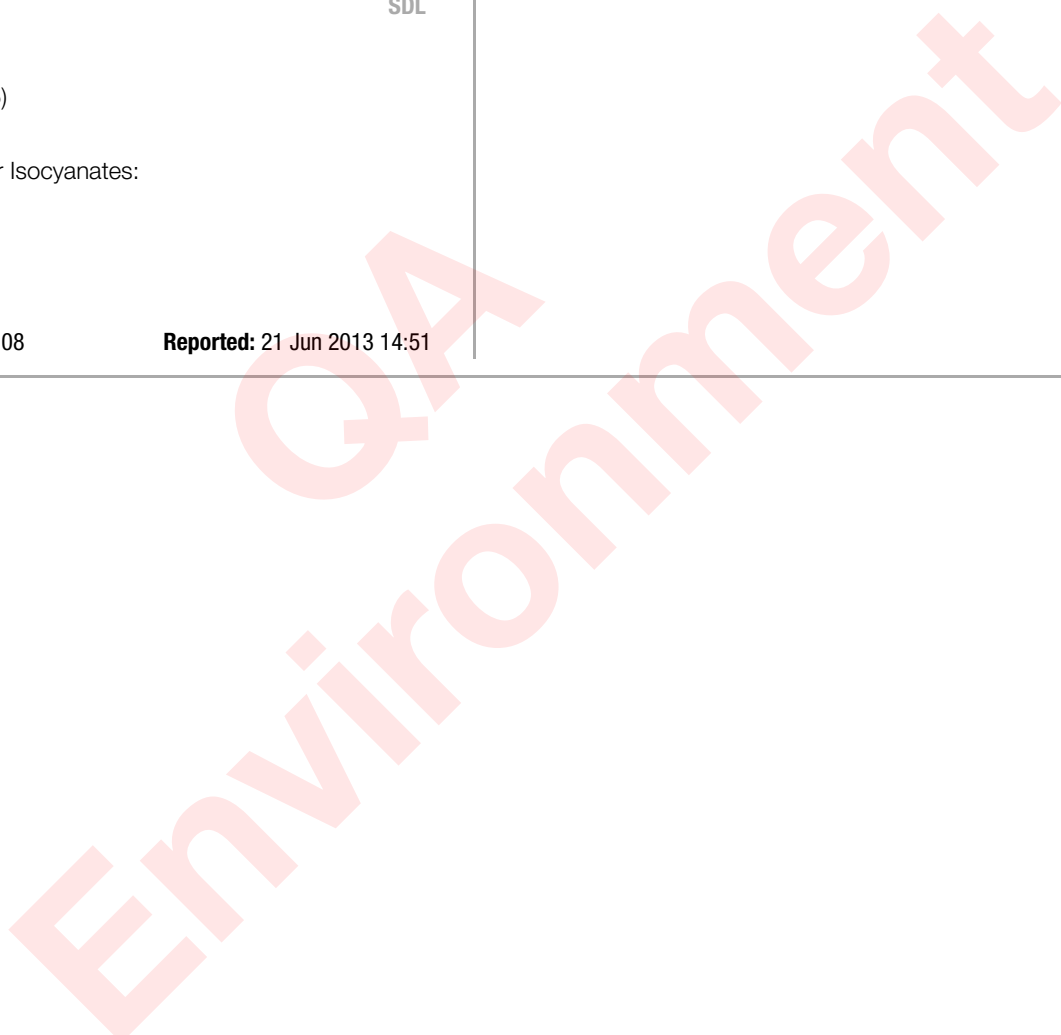 SDL
)
r Isocyanates:
08 Reported: 21 Jun 2013 14:51
QA
Environment